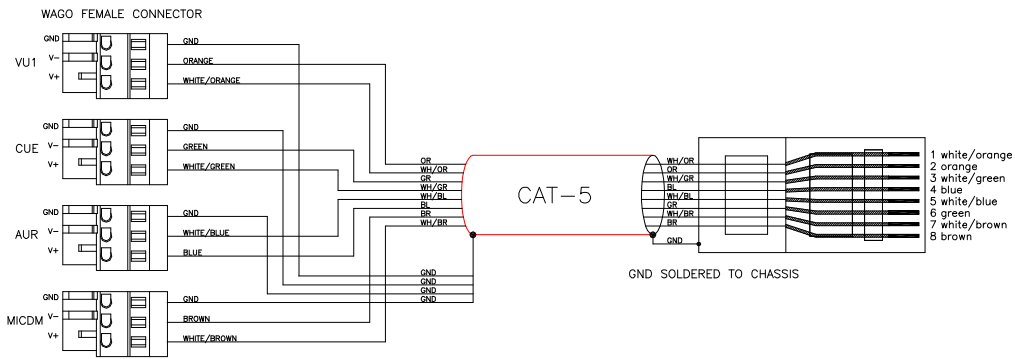 WAGO FEMALE CONNECTOR
VU1
GND
V-
V+
GND
ORANGE
WHITE/ORANGE
CUE
GND
V-
V+
GND
GREEN
WHITE/GREEN
AUR
GND
V-
V+
GND
WHITE/BLUE
BLUE
MICDM
GND
V-
V+
GND
BROWN
WHITE/BROWN
OR
WH/OR
GR
WH/GR
WH/BL
BL
BR
WH/BR
GND
GND
GND
GND
CAT-5
WH/OR
OR
WH/GR
BL
WH/BL
GR
WH/BR
BR
GND
GND SOLDERED TO CHASSIS
1 white/orange
2 orange
3 white/green
4 blue
5 white/blue
6 green
7 white/brown
8 brown